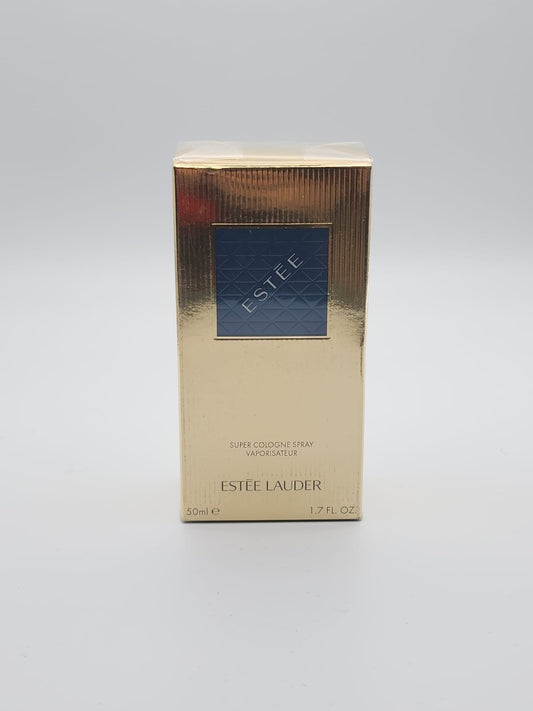 ESTĒE
SUPER COLOGNE SPRAY
VAPORISATEUR
ESTĒE LAUDER
50ml ℮
1.7 FL. OZ.